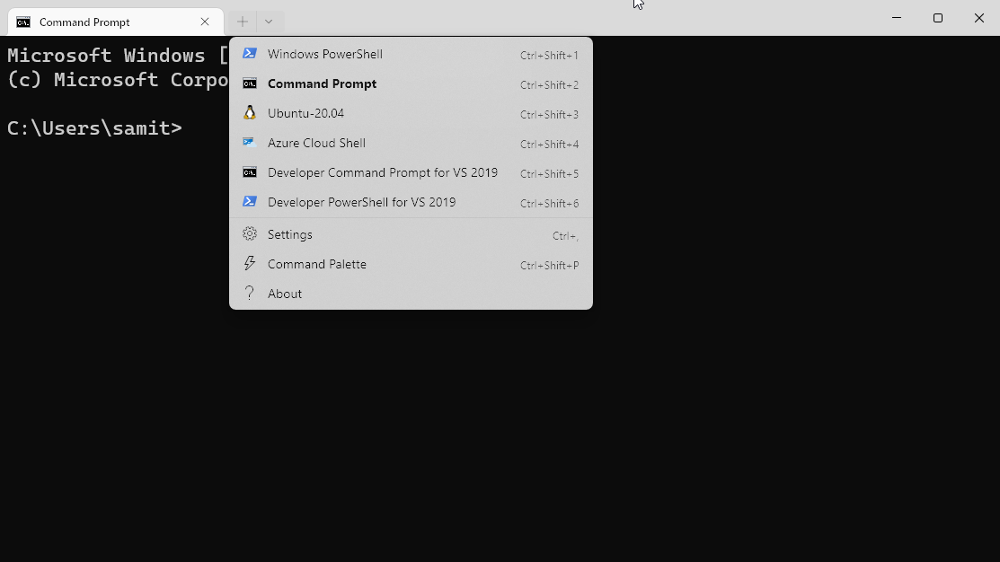 Command Prompt
Microsoft Windows [
(c) Microsoft Corpo
C:\Users\samit>
Windows PowerShell Ctrl+Shift+1
Command Prompt Ctrl+Shift+2
Ubuntu-20.04 Ctrl+Shift+3
Azure Cloud Shell Ctrl+Shift+4
Developer Command Prompt for VS 2019 Ctrl+Shift+5
Developer PowerShell for VS 2019 Ctrl+Shift+6
Settings Ctrl+,
Command Palette Ctrl+Shift+P
About